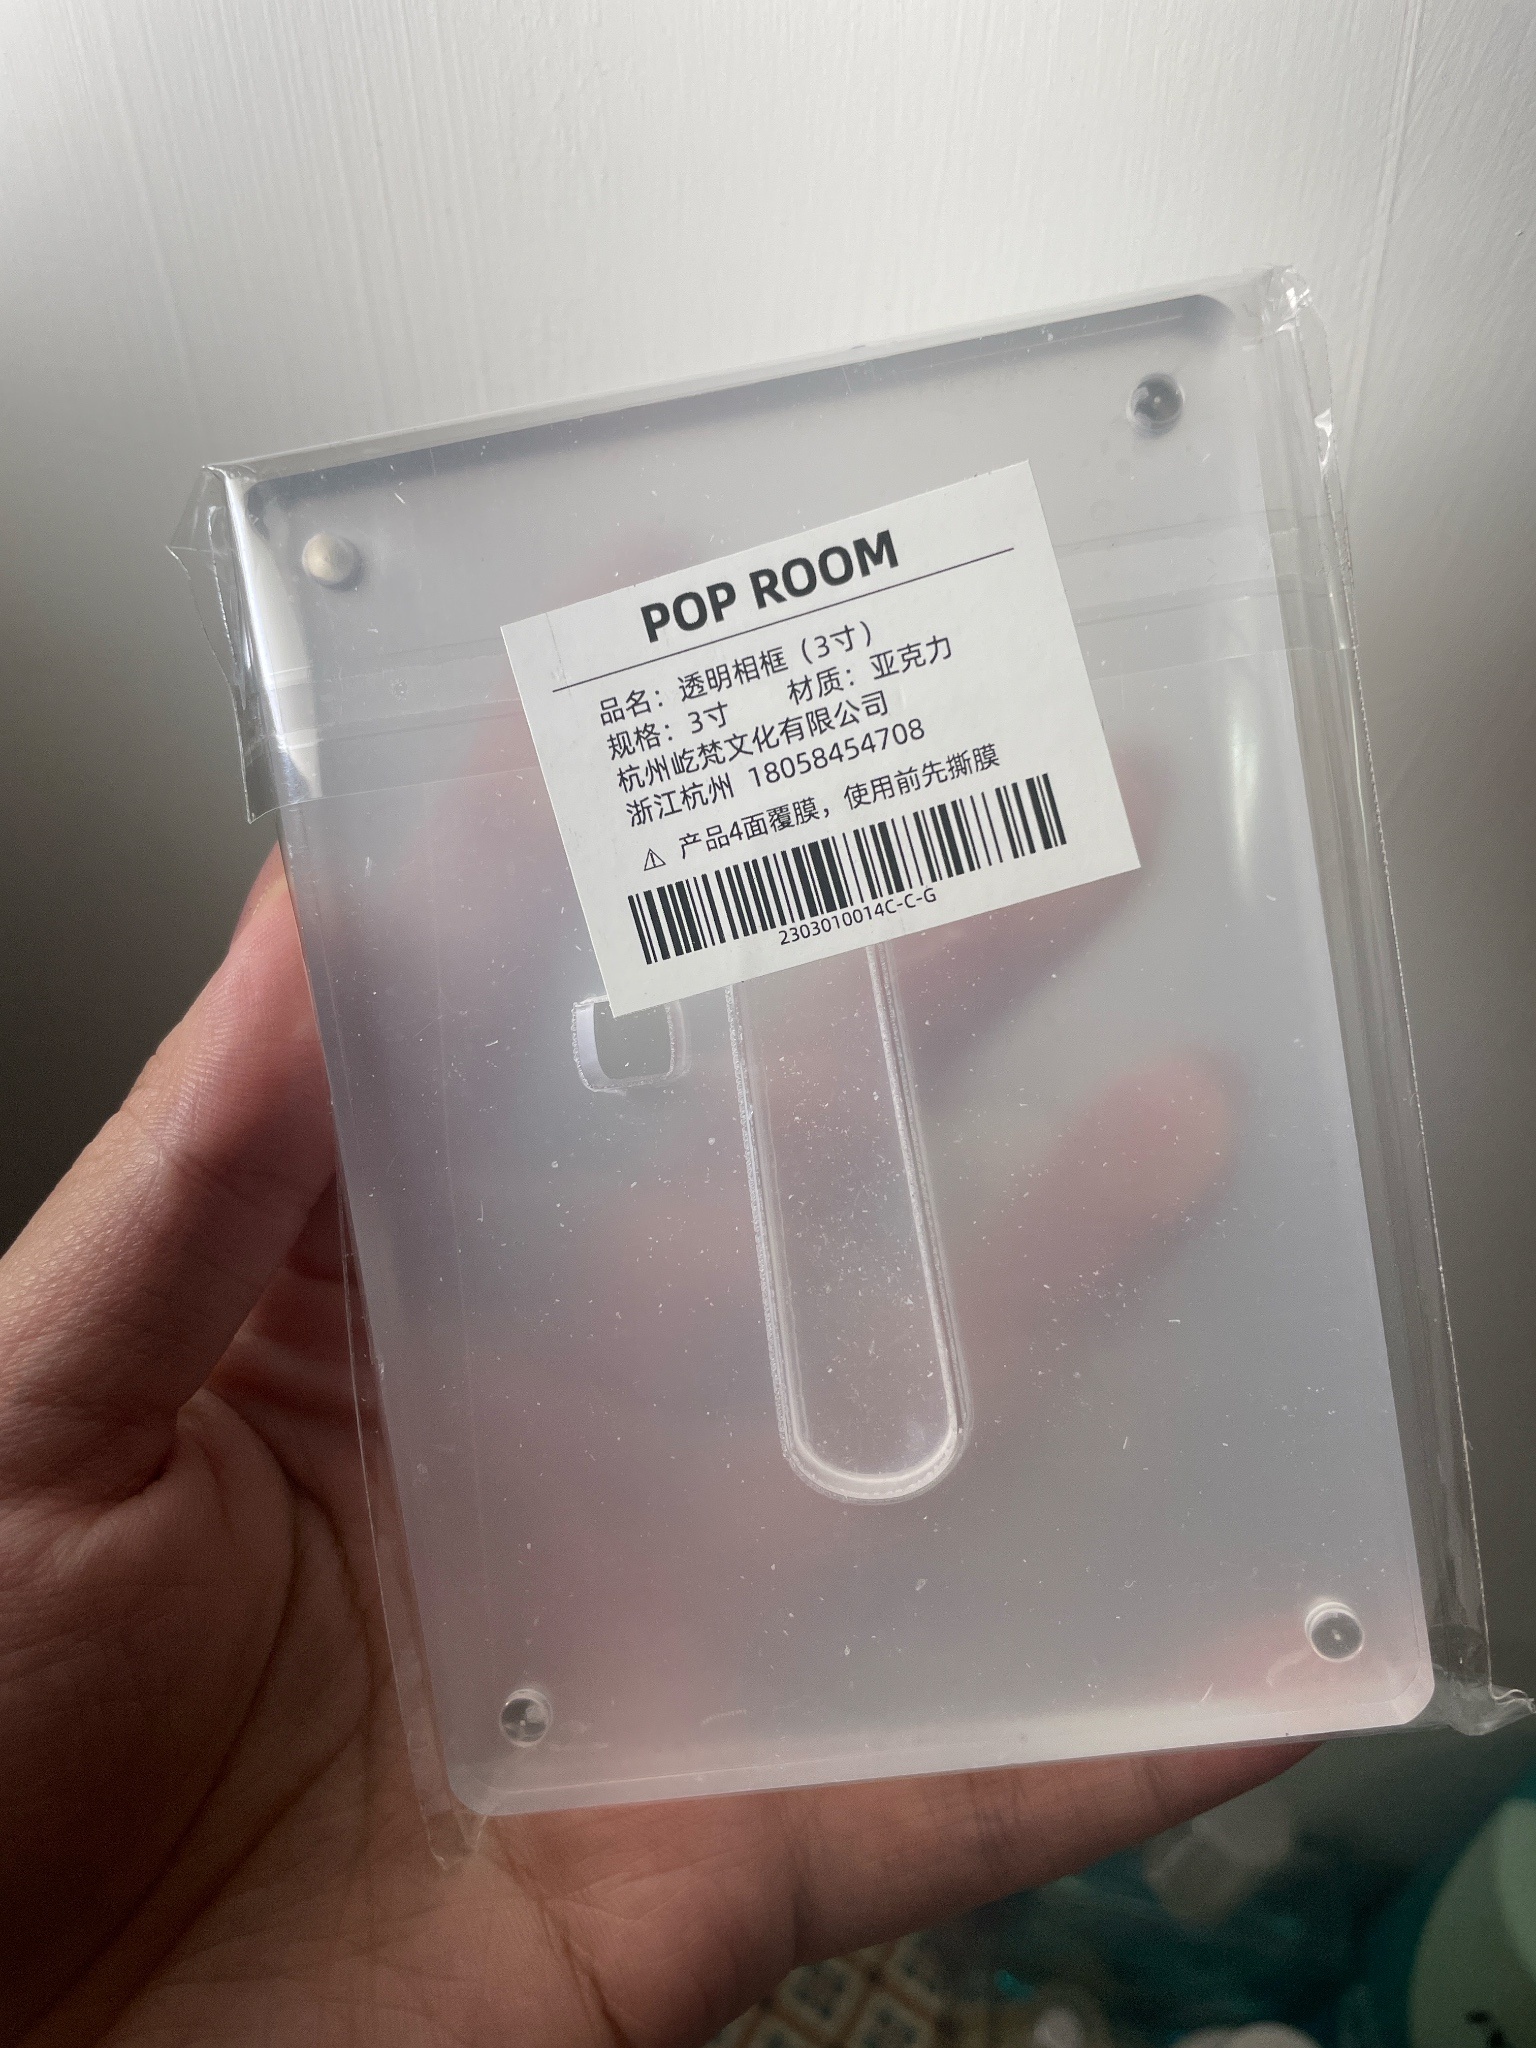 POP ROOM
品名：透明相框（3寸）
规格：3寸 材质：亚克力
杭州屹梵文化有限公司
浙江杭州 18058454708
⚠ 产品4面覆膜，使用前先撕膜
2303010014C-C-G